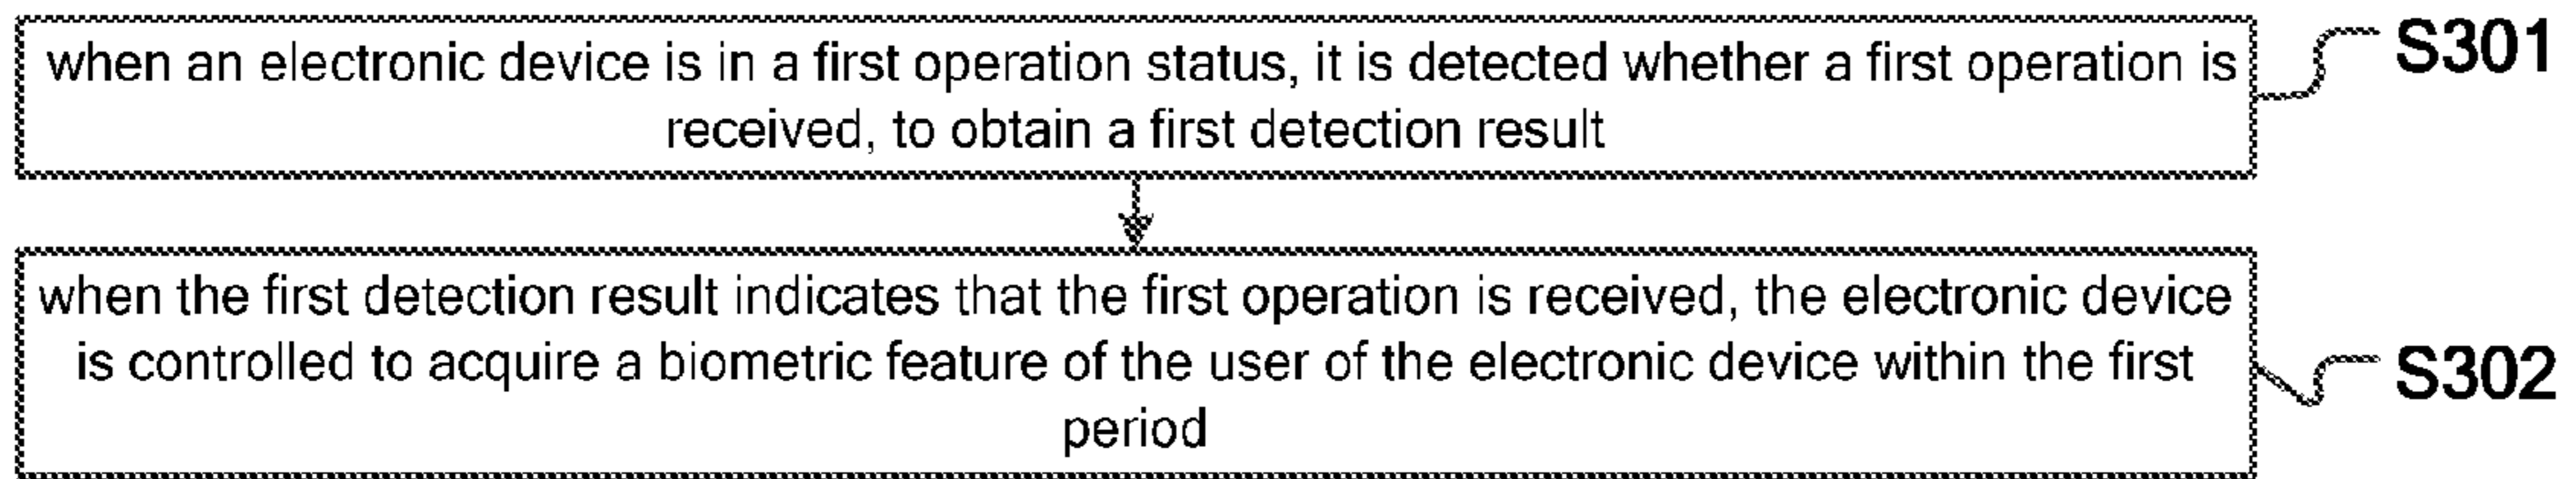 when an electronic device is in a first operation status, it is detected whether a first operation is
received, to obtain a first detection result
S301
when the first detection result indicates that the first operation is received, the electronic device
is controlled to acquire a biometric feature of the user of the electronic device within the first
period
S302